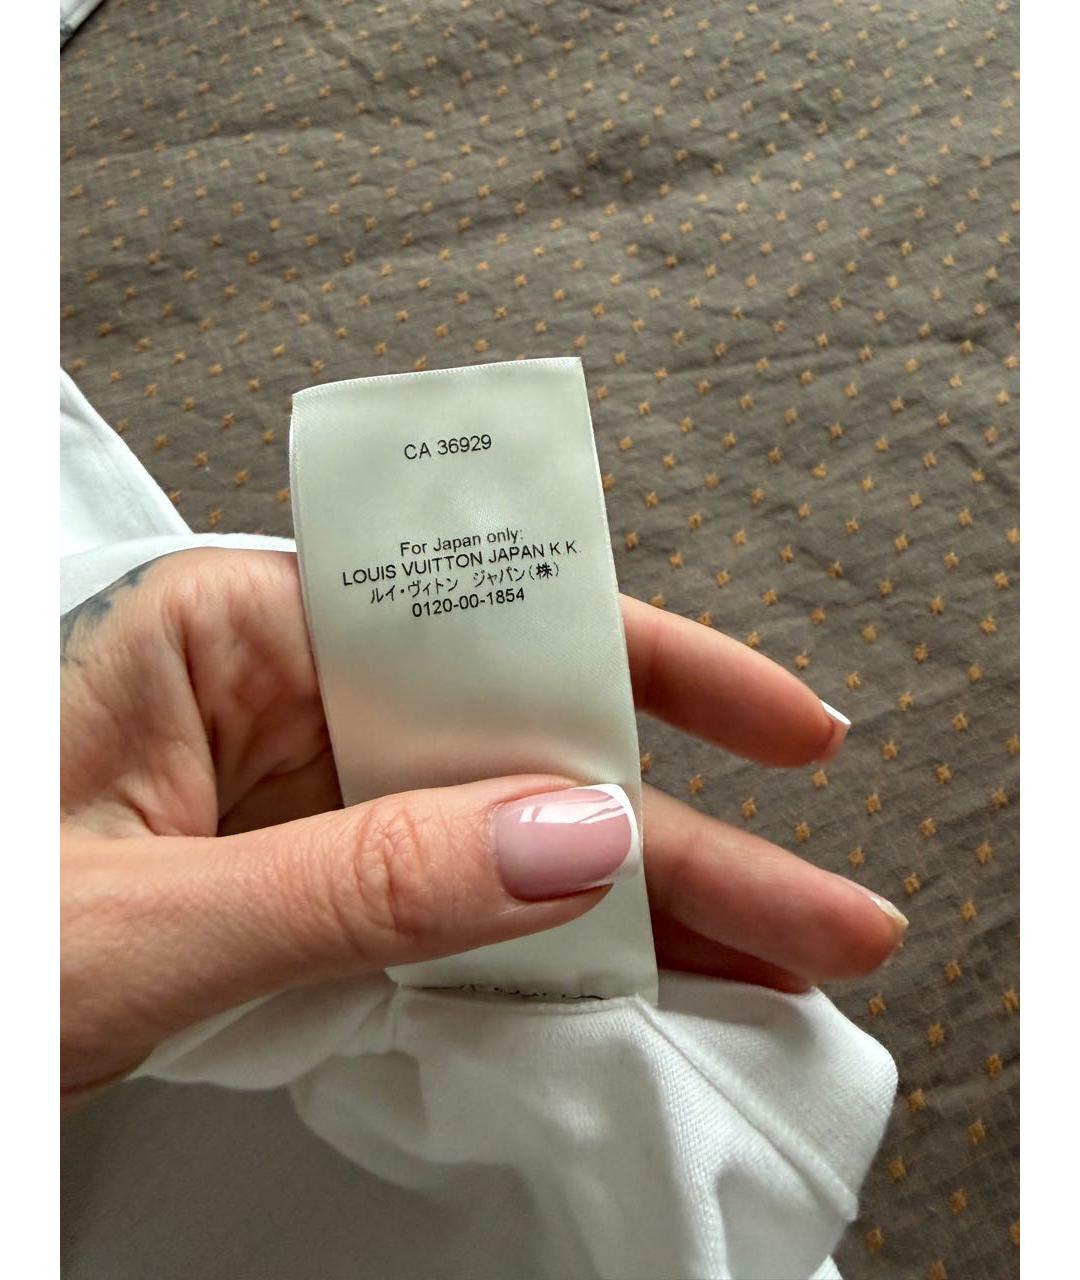 CA 36929
For Japan only:
LOUIS VUITTON JAPAN K.K.
ルイ・ヴィトン ジャパン(株)
0120-00-1854